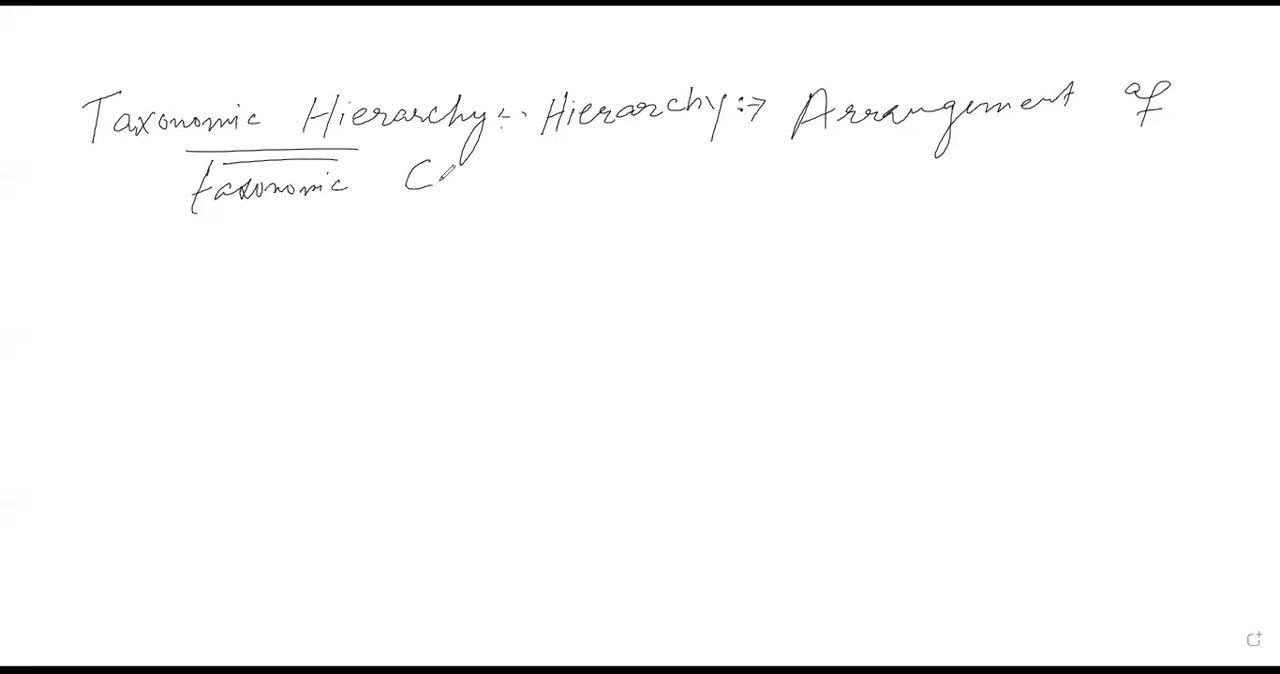 Taxonomic Hierarchy :- Hierarchy :→ Arrangement of
taxonomic C